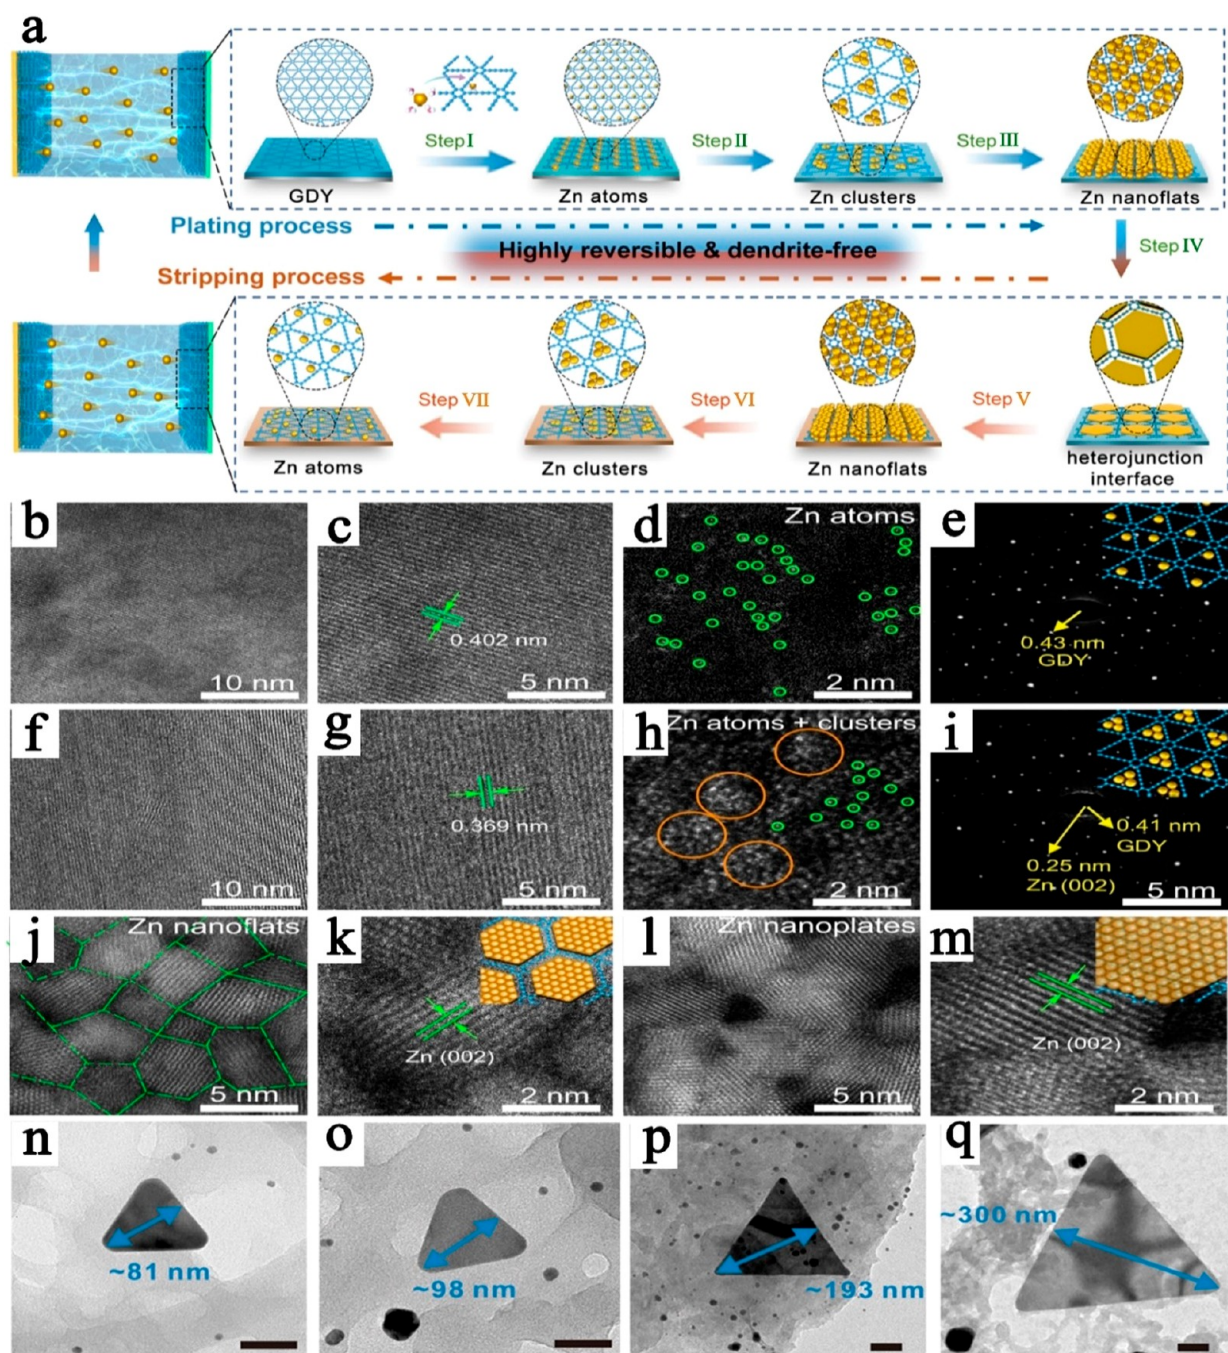 a
Step I
Step II
Step III
GDY
Zn atoms
Zn clusters
Zn nanoflats
Plating process
Highly reversible & dendrite-free
Step IV
Stripping process
Step VII
Step VI
Step V
Zn atoms
Zn clusters
Zn nanoflats
heterojunction
interface
b
10 nm
c
0.402 nm
5 nm
d
Zn atoms
2 nm
e
0.43 nm
GDY
f
10 nm
g
0.369 nm
5 nm
h
Zn atoms + clusters
2 nm
i
0.41 nm
GDY
0.25 nm
Zn (002)
5 nm
j
Zn nanoflats
5 nm
k
Zn (002)
2 nm
l
Zn nanoplates
5 nm
m
Zn (002)
2 nm
n
~81 nm
o
~98 nm
p
~193 nm
q
~300 nm